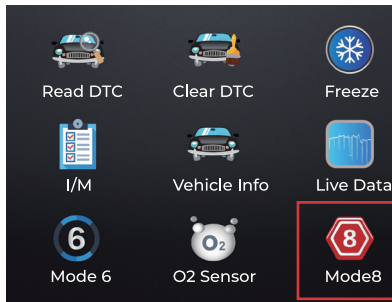 Read DTC
Clear DTC
Freeze
I/M
Vehicle Info
Live Data
6
O2
8
Mode 6
O2 Sensor
Mode8